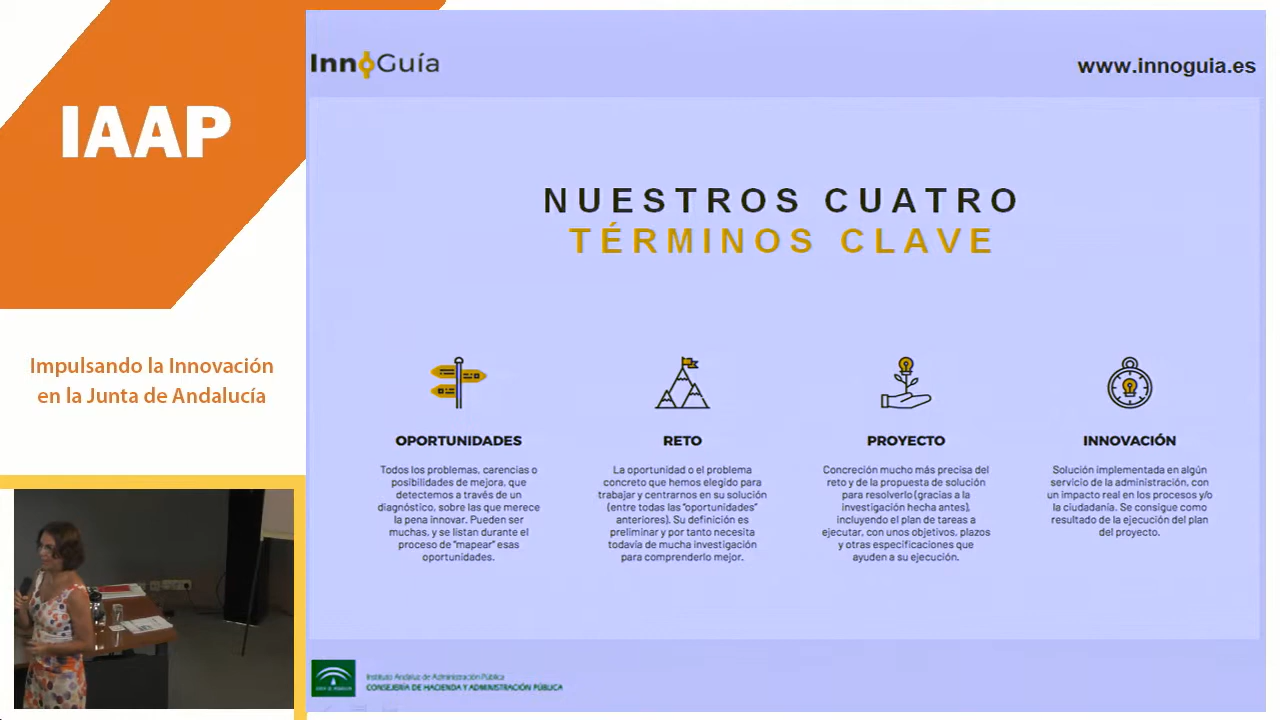 IAAP
Impulsando la Innovación
en la Junta de Andalucía
InnoGuía
www.innoguia.es
NUESTROS CUATRO
TÉRMINOS CLAVE
OPORTUNIDADES
Todos los problemas, carencias o
posibilidades de mejora, que
detectemos a través de un
diagnóstico, sobre las que merece
la pena innovar. Pueden ser
muchas, y se listan durante el
proceso de "mapear" esas
oportunidades.
RETO
La oportunidad o el problema
concreto que hemos elegido para
trabajar y centrarnos en su solución
(entre todas las "oportunidades"
anteriores). Su definición es
preliminar y por tanto necesita
todavía de mucha investigación
para comprenderlo mejor.
PROYECTO
Concreción mucho más precisa del
reto y de la propuesta de solución
para resolverlo (gracias a la
investigación hecha antes),
incluyendo el plan de tareas a
ejecutar, con unos objetivos, plazos
y otras especificaciones que
ayuden a su ejecución.
INNOVACIÓN
Solución implementada en algún
servicio de la administración, con
un impacto real en los procesos y/o
la ciudadanía. Se consigue como
resultado de la ejecución del plan
del proyecto.
Instituto Andaluz de Administración Pública
CONSEJERÍA DE HACIENDA Y ADMINISTRACIÓN PÚBLICA